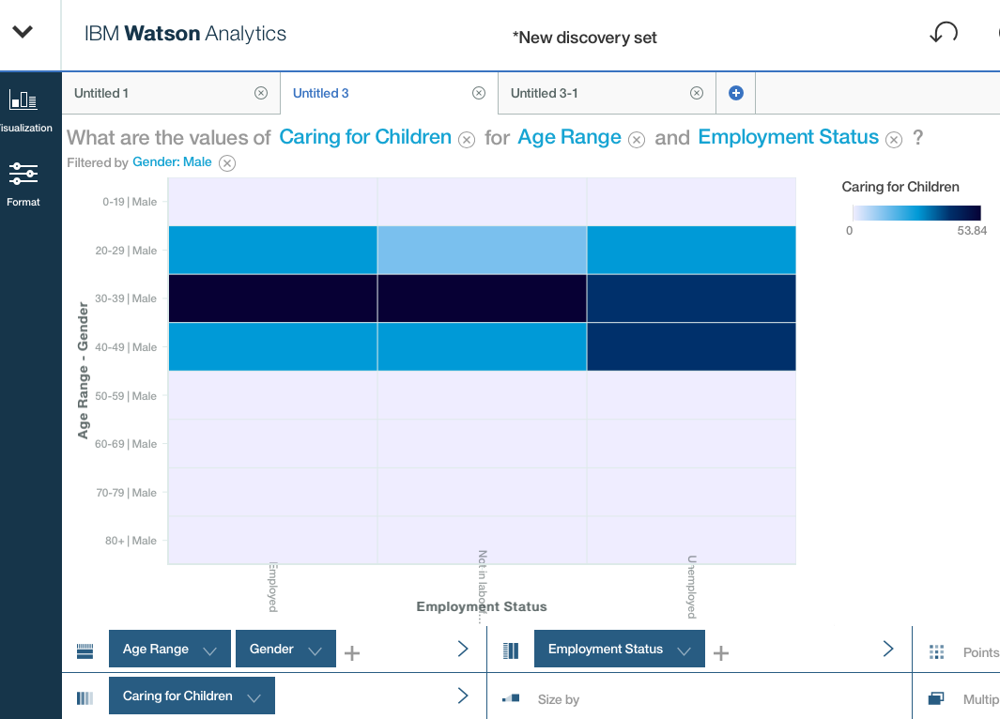 IBM Watson Analytics
*New discovery set
Untitled 1
Untitled 3
Untitled 3-1
isualization
Format
What are the values of Caring for Children for Age Range and Employment Status ?
Filtered by Gender: Male
Caring for Children
0
53.84
Age Range - Gender
0-19 | Male
20-29 | Male
30-39 | Male
40-49 | Male
50-59 | Male
60-69 | Male
70-79 | Male
80+ | Male
Employed
Not in labour...
Unemployed
Employment Status
Age Range
Gender
Employment Status
Points
Caring for Children
Size by
Multip